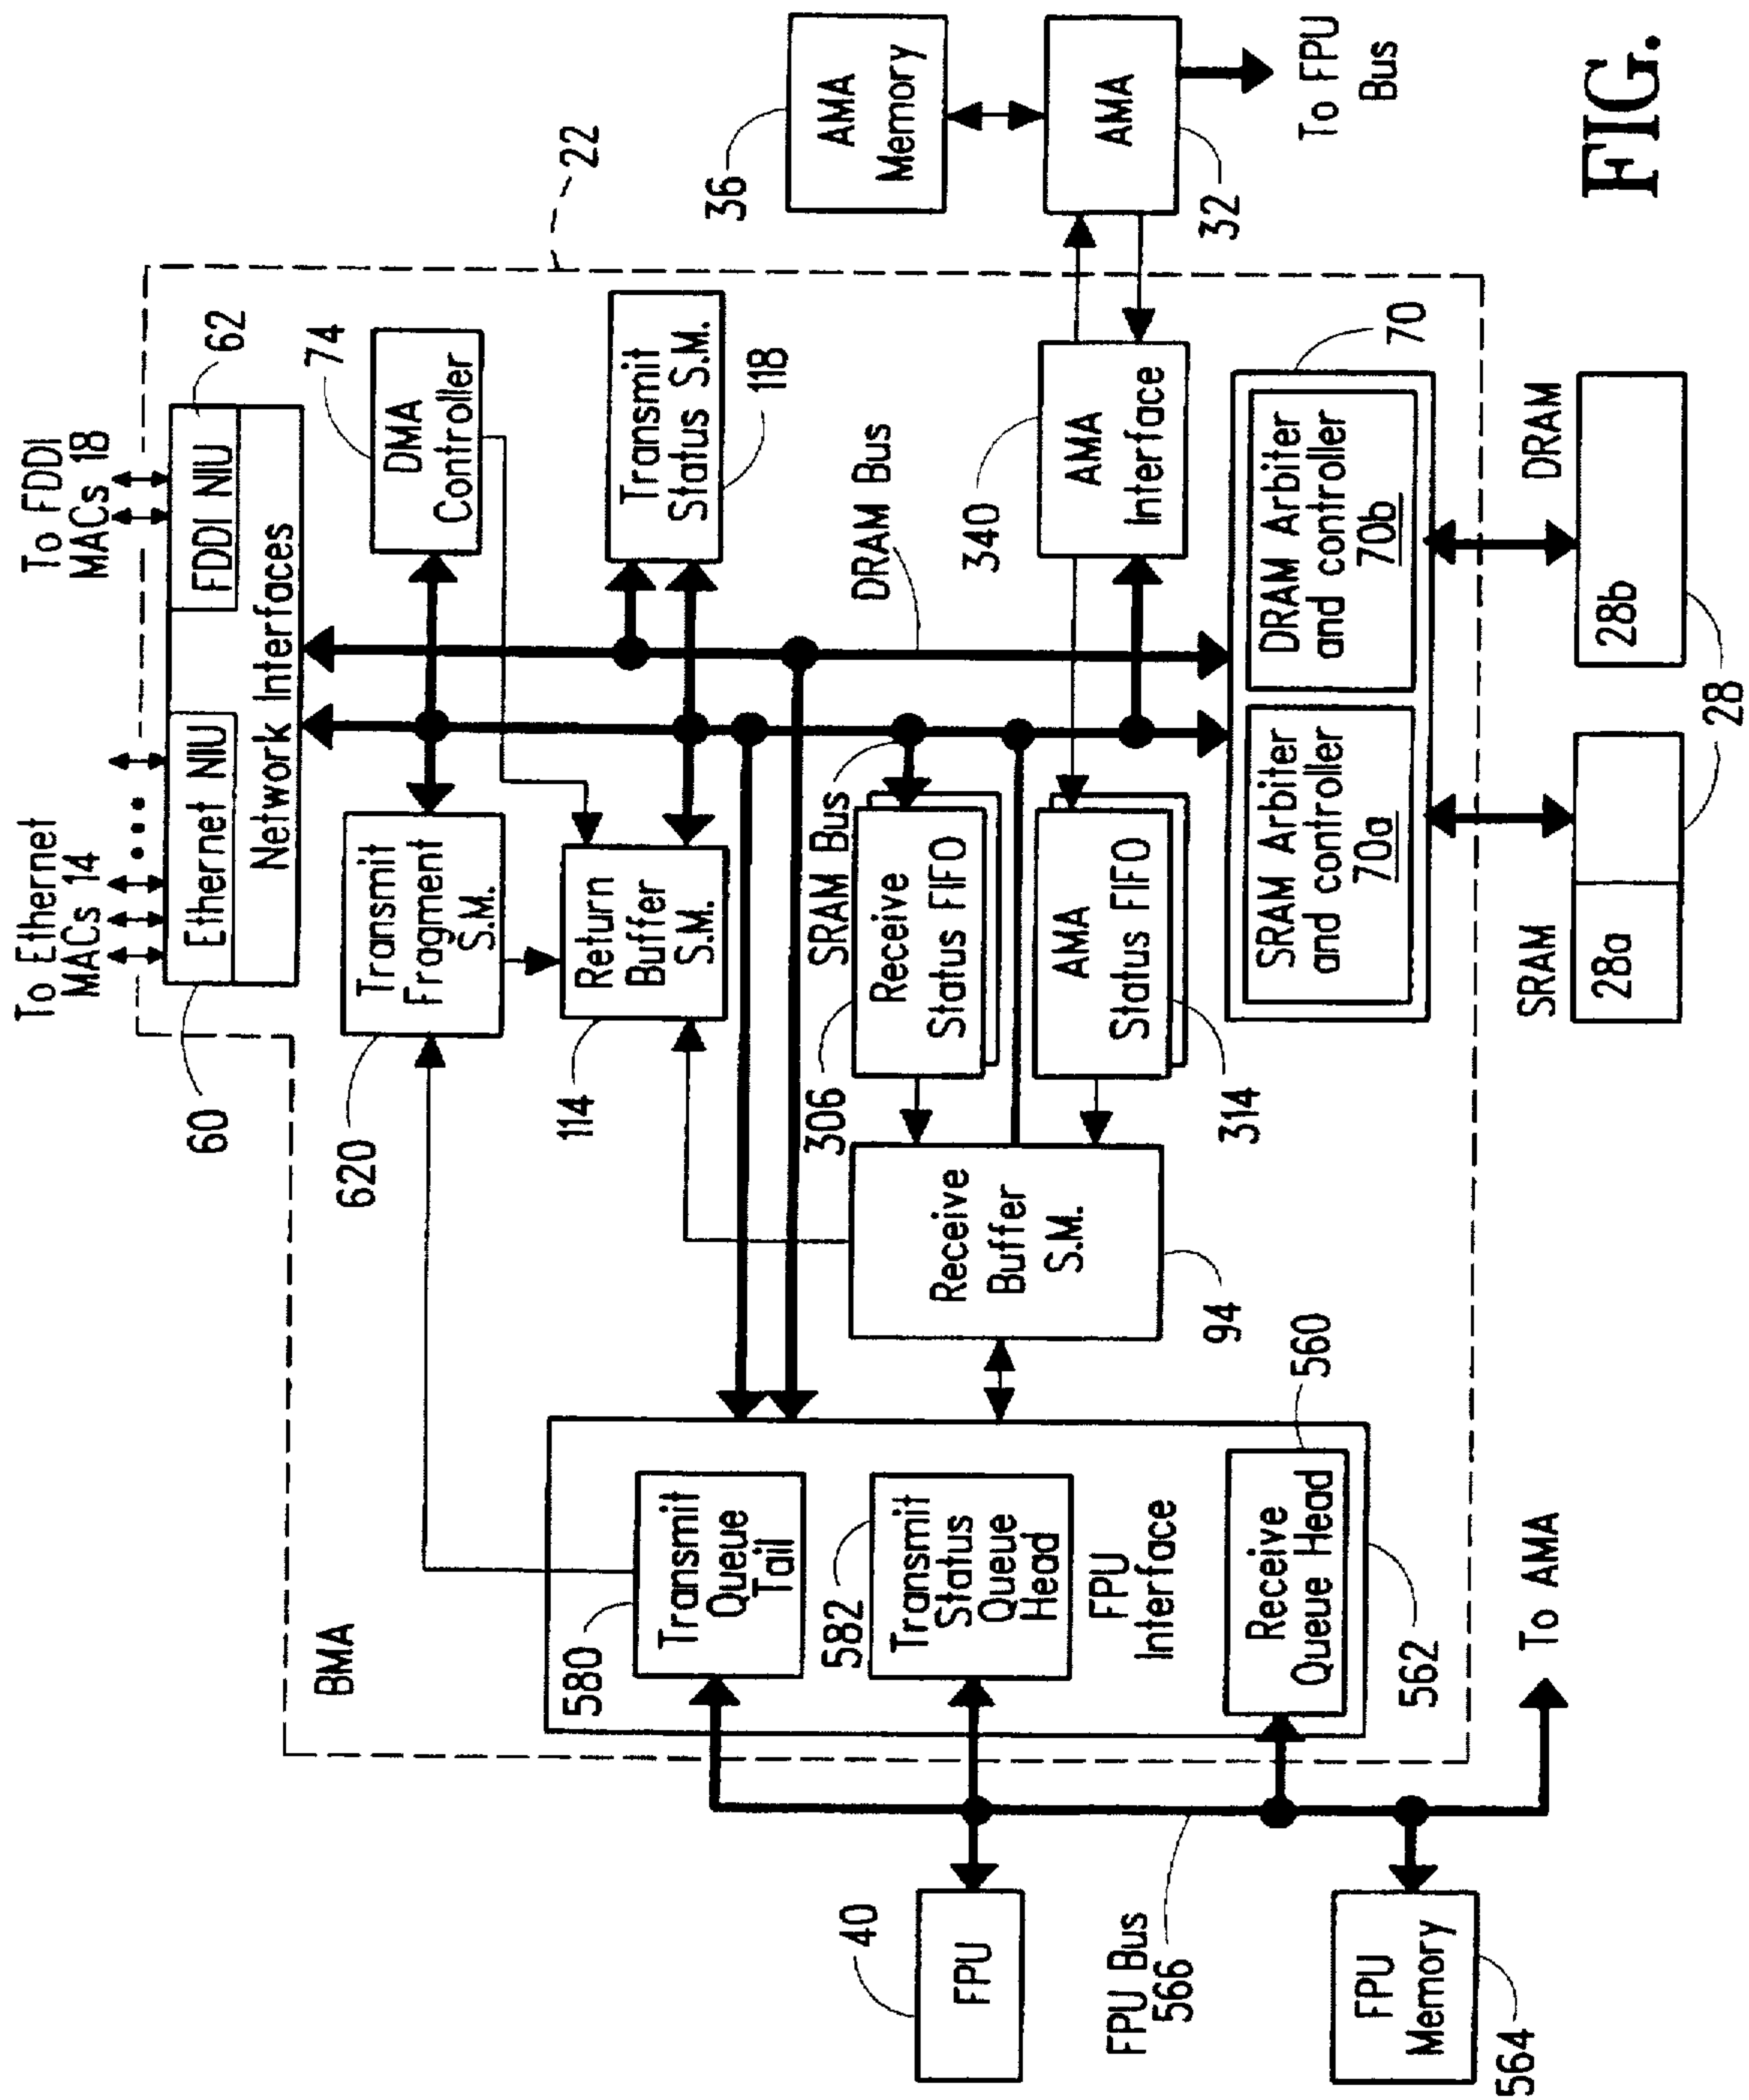 To Ethernet
MACs 14
To FDDI
MACs 18
60
Ethernet NIU
FDDI NIU
62
Network Interfaces
22
BMA
620
Transmit
Fragment
S.M.
74
DMA
Controller
114
Return
Buffer
S.M.
Transmit
Status S.M.
118
36
AMA
Memory
580
Transmit
Queue
Tail
582
Transmit
Status
Queue
Head
FPU
Interface
Receive
Queue Head
560
562
Receive
Buffer
S.M.
94
306
SRAM Bus
Receive
Status FIFO
AMA
Status FIFO
314
DRAM Bus
340
AMA
Interface
AMA
32
To FPU
Bus
SRAM Arbiter
and controller
70a
DRAM Arbiter
and controller
70b
70
40
FPU
FPU Bus
566
FPU
Memory
564
To AMA
SRAM
28a
DRAM
28b
28
FIG.